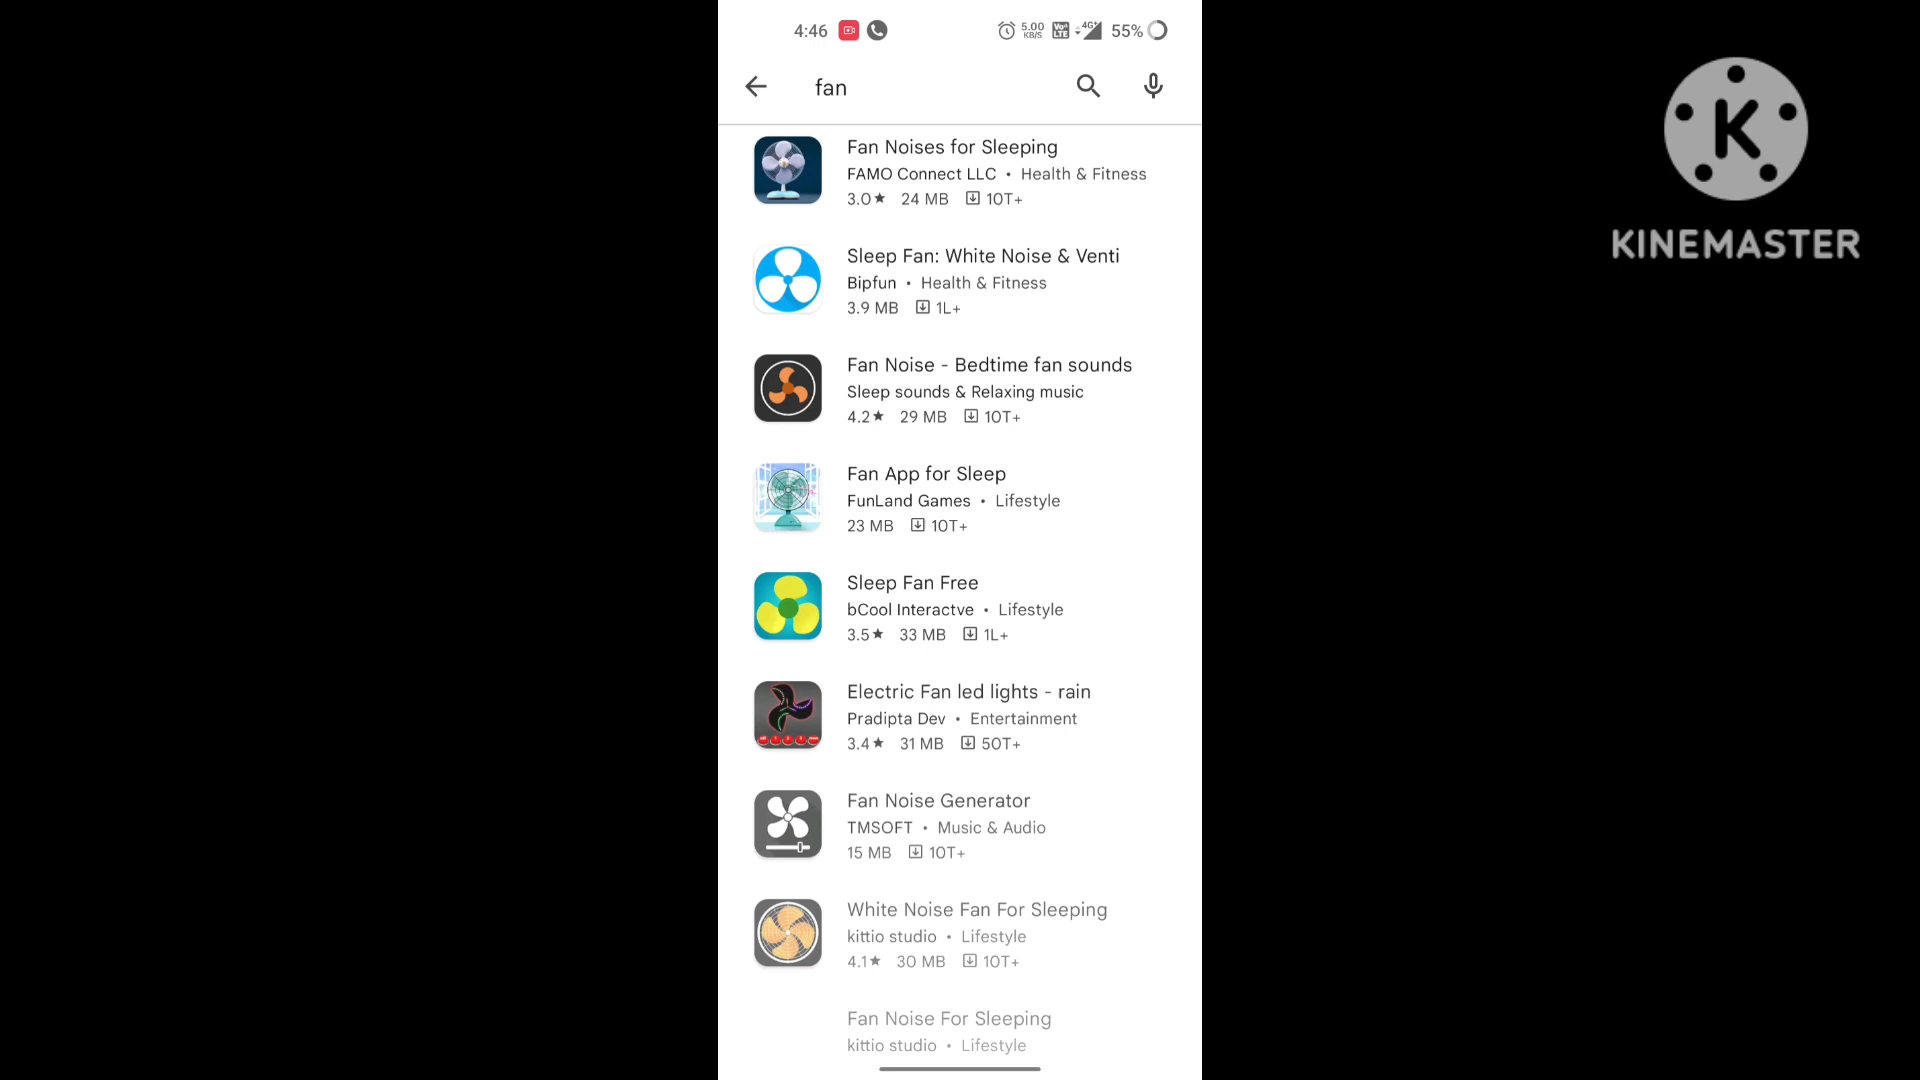 4:46 5.00 KB/S Vo LTE 4G+ 55%
fan
K
KINEMASTER
Fan Noises for Sleeping
FAMO Connect LLC • Health & Fitness
3.0★ 24 MB 10T+
Sleep Fan: White Noise & Venti
Bipfun • Health & Fitness
3.9 MB 1L+
Fan Noise - Bedtime fan sounds
Sleep sounds & Relaxing music
4.2★ 29 MB 10T+
Fan App for Sleep
FunLand Games • Lifestyle
23 MB 10T+
Sleep Fan Free
bCool Interactve • Lifestyle
3.5★ 33 MB 1L+
Electric Fan led lights - rain
Pradipta Dev • Entertainment
3.4★ 31 MB 50T+
Fan Noise Generator
TMSOFT • Music & Audio
15 MB 10T+
White Noise Fan For Sleeping
kittio studio • Lifestyle
4.1★ 30 MB 10T+
Fan Noise For Sleeping
kittio studio • Lifestyle